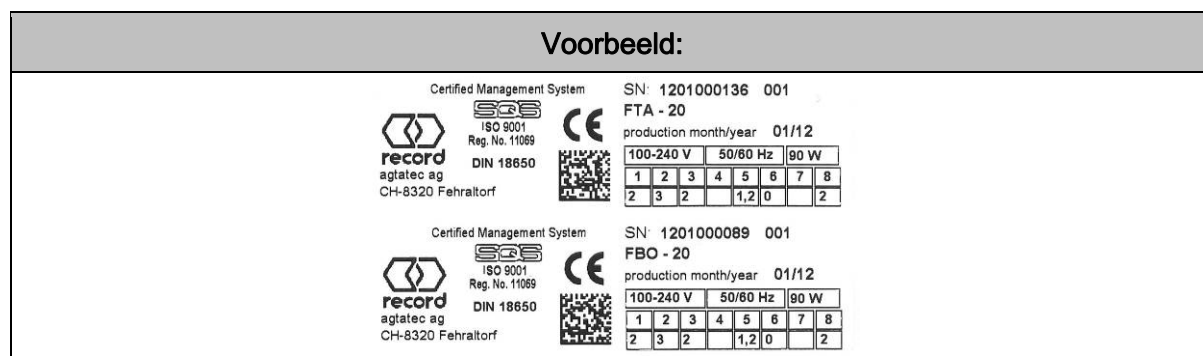 Voorbeeld:
Certified Management System
SQS
ISO 9001
Reg. No. 11069
DIN 18650
CE
record
agtatec ag
CH-8320 Fehraltorf
SN: 1201000136 001
FTA - 20
production month/year 01/12
100-240 V 50/60 Hz 90 W
1 2 3 4 5 6 7 8
2 3 2 1,2 0 2
Certified Management System
SQS
ISO 9001
Reg. No. 11069
DIN 18650
CE
record
agtatec ag
CH-8320 Fehraltorf
SN: 1201000089 001
FBO - 20
production month/year 01/12
100-240 V 50/60 Hz 90 W
1 2 3 4 5 6 7 8
2 3 2 1,2 0 2